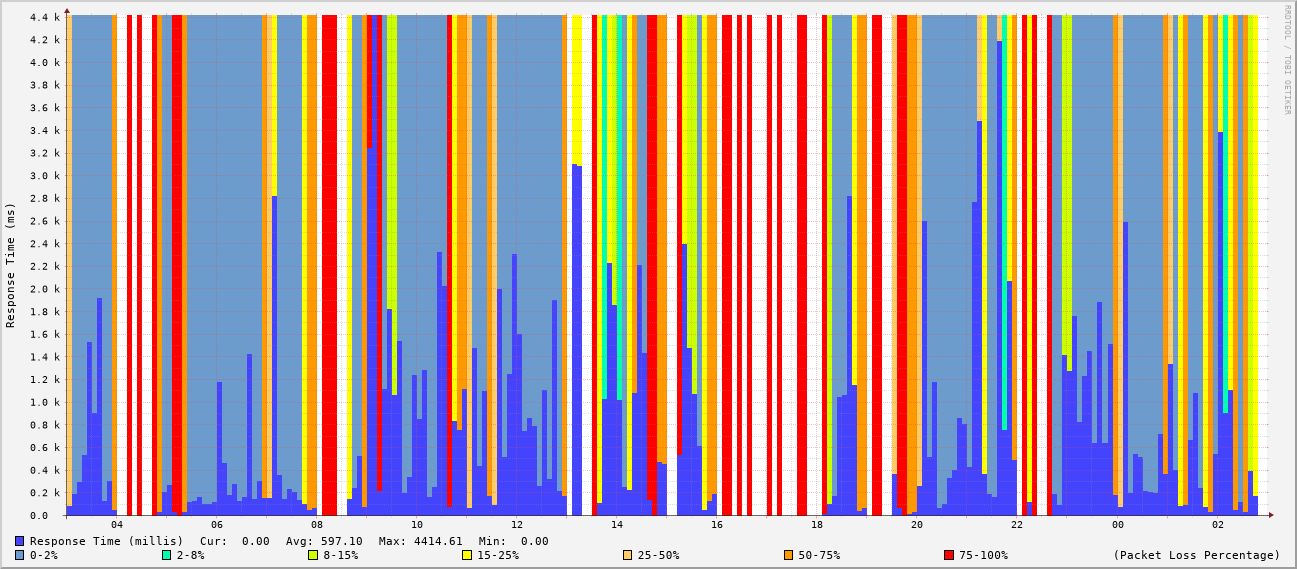 RRDTOOL / TOBI OETIKER
Response Time (ms)
4.4 k
4.2 k
4.0 k
3.8 k
3.6 k
3.4 k
3.2 k
3.0 k
2.8 k
2.6 k
2.4 k
2.2 k
2.0 k
1.8 k
1.6 k
1.4 k
1.2 k
1.0 k
0.8 k
0.6 k
0.4 k
0.2 k
0.0
04 06 08 10 12 14 16 18 20 22 00 02
Response Time (millis) Cur: 0.00 Avg: 597.10 Max: 4414.61 Min: 0.00
0-2% 2-8% 8-15% 15-25% 25-50% 50-75% 75-100% (Packet Loss Percentage)